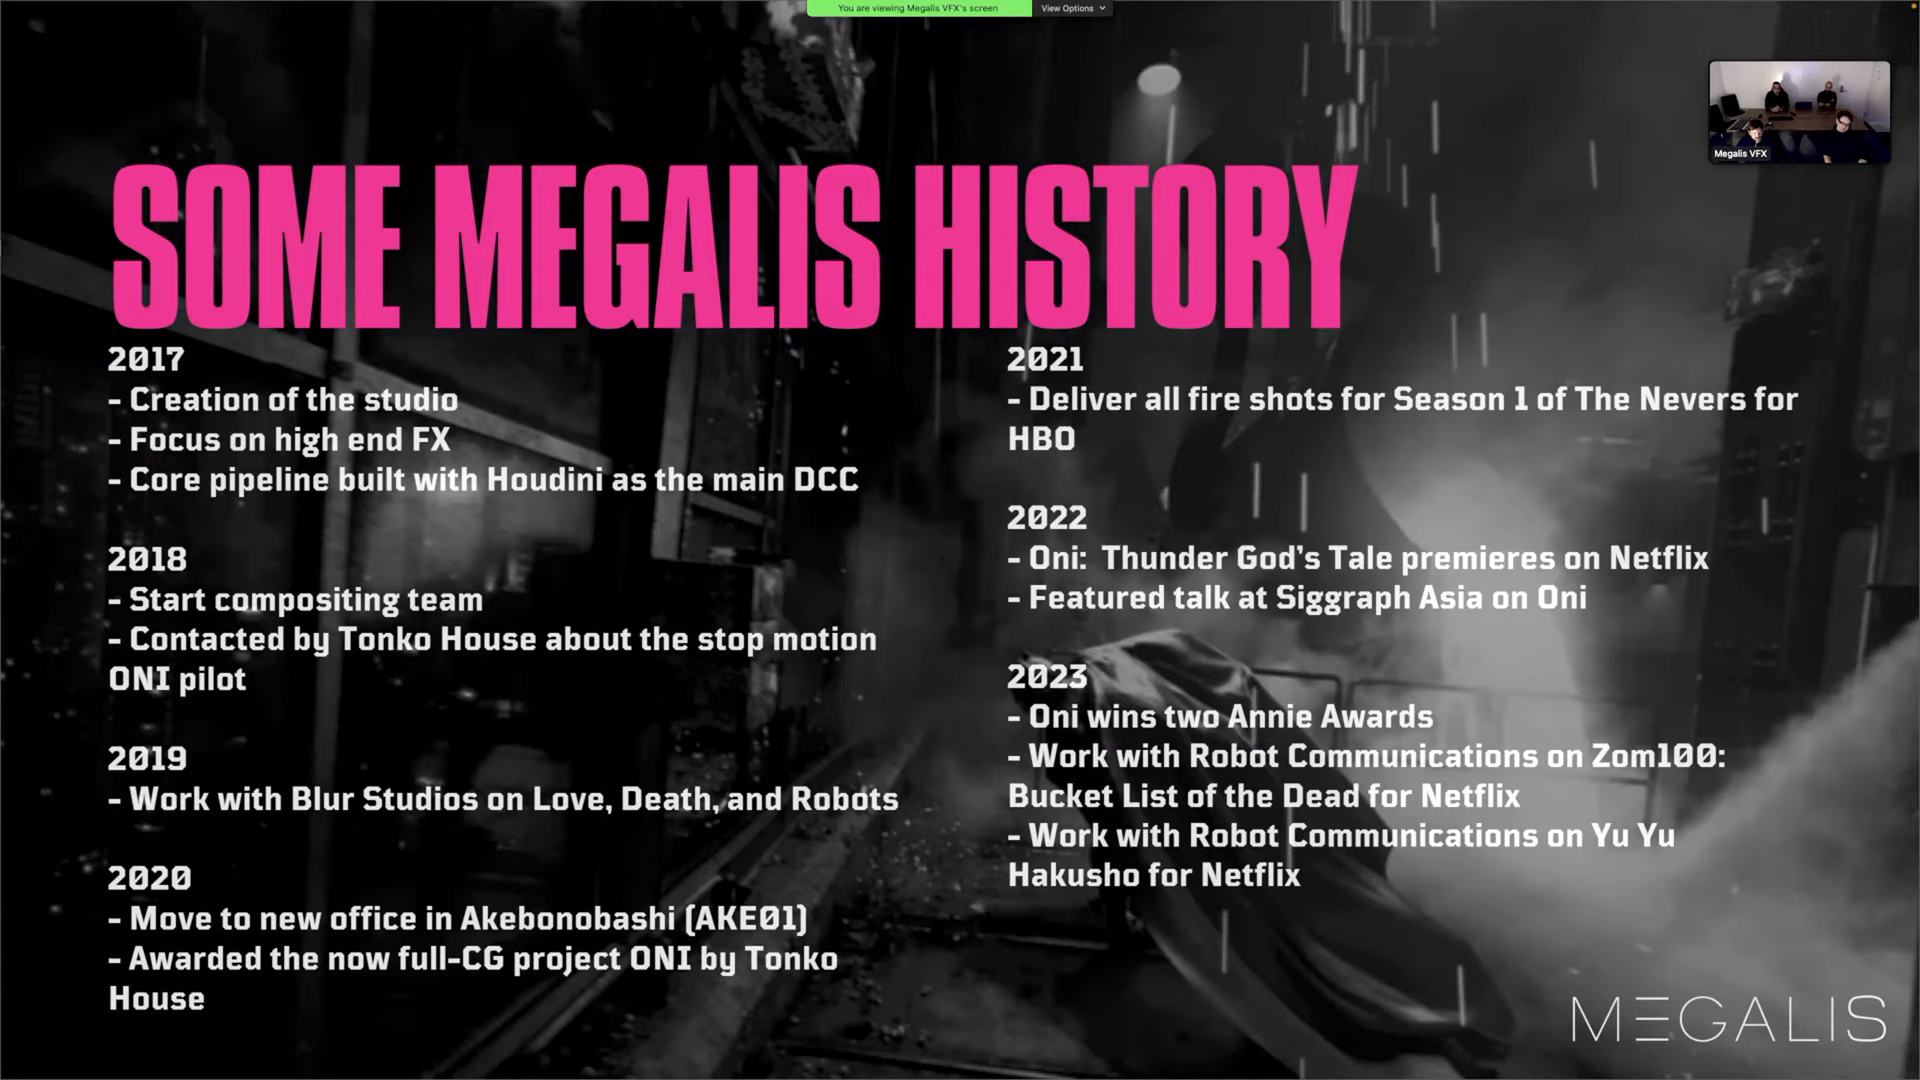 You are viewing Megalis VFX's screen
View Options
Megalis VFX
SOME MEGALIS HISTORY
2017
- Creation of the studio
- Focus on high end FX
- Core pipeline built with Houdini as the main DCC
2018
- Start compositing team
- Contacted by Tonko House about the stop motion
ONI pilot
2019
- Work with Blur Studios on Love, Death, and Robots
2020
- Move to new office in Akebonobashi (AKE01)
- Awarded the now full-CG project ONI by Tonko
House
2021
- Deliver all fire shots for Season 1 of The Nevers for
HBO
2022
- Oni: Thunder God's Tale premieres on Netflix
- Featured talk at Siggraph Asia on Oni
2023
- Oni wins two Annie Awards
- Work with Robot Communications on Zom100:
Bucket List of the Dead for Netflix
- Work with Robot Communications on Yu Yu
Hakusho for Netflix
MEGALIS